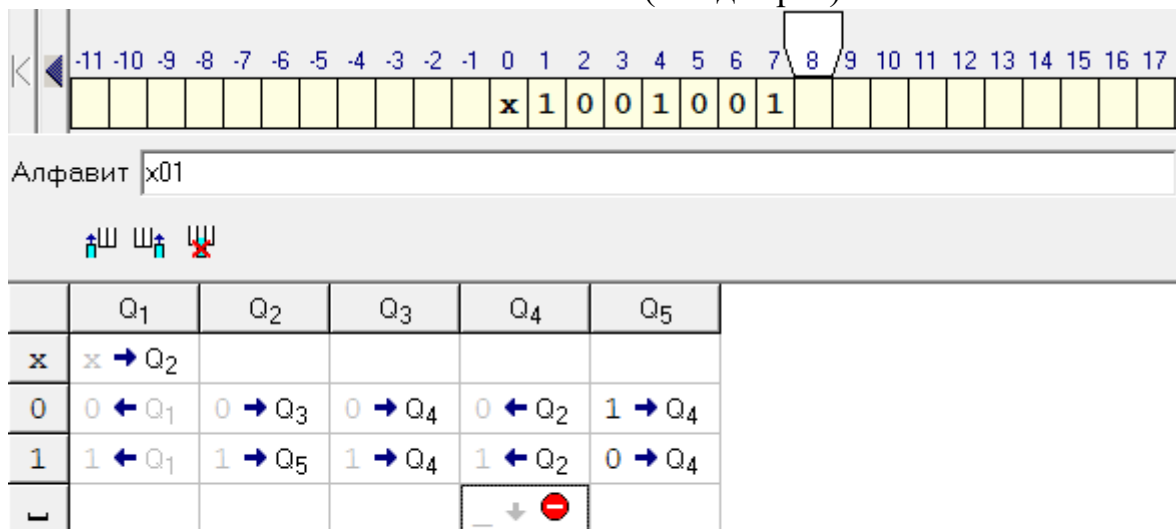 -11 -10 -9 -8 -7 -6 -5 -4 -3 -2 -1 0 1 2 3 4 5 6 7 8 9 10 11 12 13 14 15 16 17
x 1 0 0 1 0 0 1
Алфавит x01
Q1 Q2 Q3 Q4 Q5
x x → Q2
0 0 ← Q1 0 → Q3 0 → Q4 0 ← Q2 1 → Q4
1 1 ← Q1 1 → Q5 1 → Q4 1 ← Q2 0 → Q4
␣ _ ↓